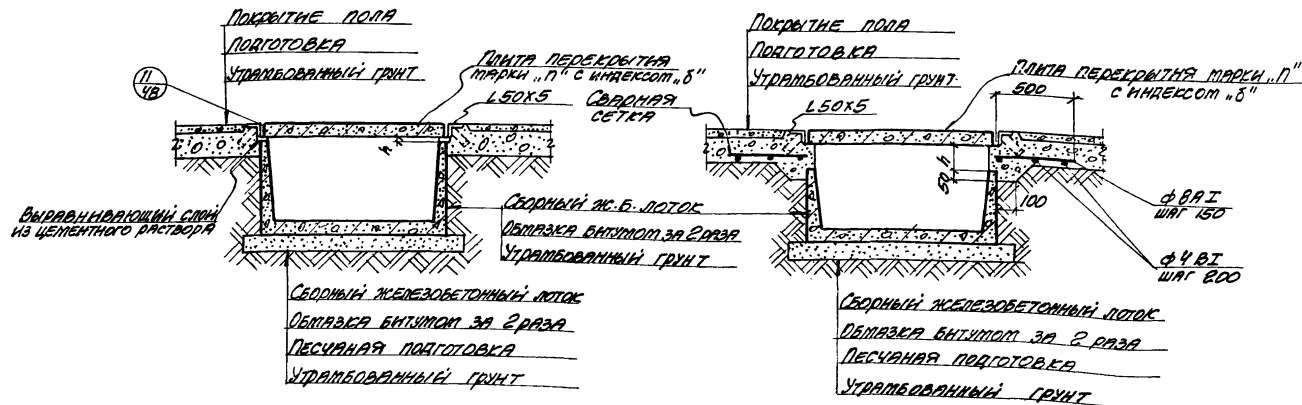 Покрытие пола
Подготовка
Утрамбованный грунт
11
48
Плита перекрытия
марки „П" с индексом „δ"
L50x5
Сварная
сетка
h
Выравнивающий слой
из цементного раствора
Сборный ж.б. лоток
Обмазка битумом за 2 раза
Утрамбованный грунт
Сборный железобетонный лоток
Обмазка битумом за 2 раза
Песчаная подготовка
Утрамбованный грунт
Покрытие пола
Подготовка
Утрамбованный грунт
L50x5
Плита перекрытия марки „П"
с индексом „δ"
500
h
50
100
ф 8А I
шаг 150
ф 4 В I
шаг 200
Сборный железобетонный лоток
Обмазка битумом за 2 раза
Песчаная подготовка
Утрамбованный грунт